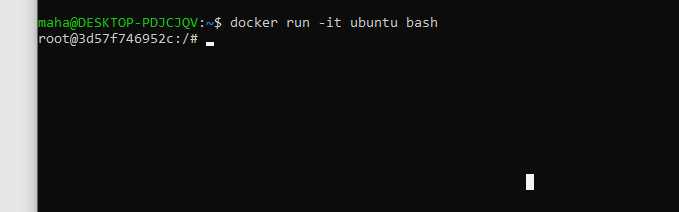 maha@DESKTOP-PDJCJQV:~$ docker run -it ubuntu bash
root@3d57f746952c:/#